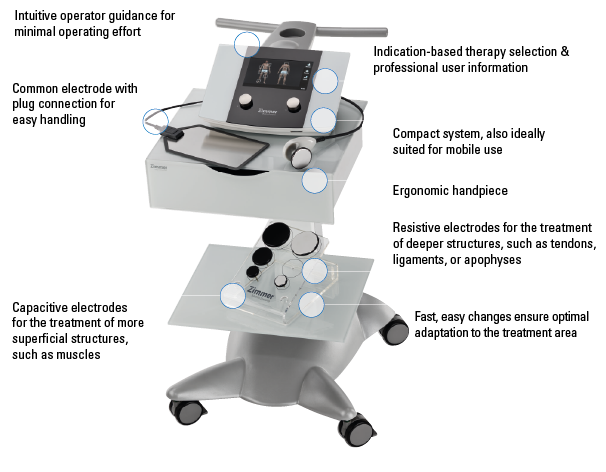 Intuitive operator guidance for
minimal operating effort
Indication-based therapy selection &
professional user information
Common electrode with
plug connection for
easy handling
Zimmer
Compact system, also ideally
suited for mobile use
Zimmer
Ergonomic handpiece
Resistive electrodes for the treatment
of deeper structures, such as tendons,
ligaments, or apophyses
Zimmer
Capacitive electrodes
for the treatment of more
superficial structures,
such as muscles
Fast, easy changes ensure optimal
adaptation to the treatment area